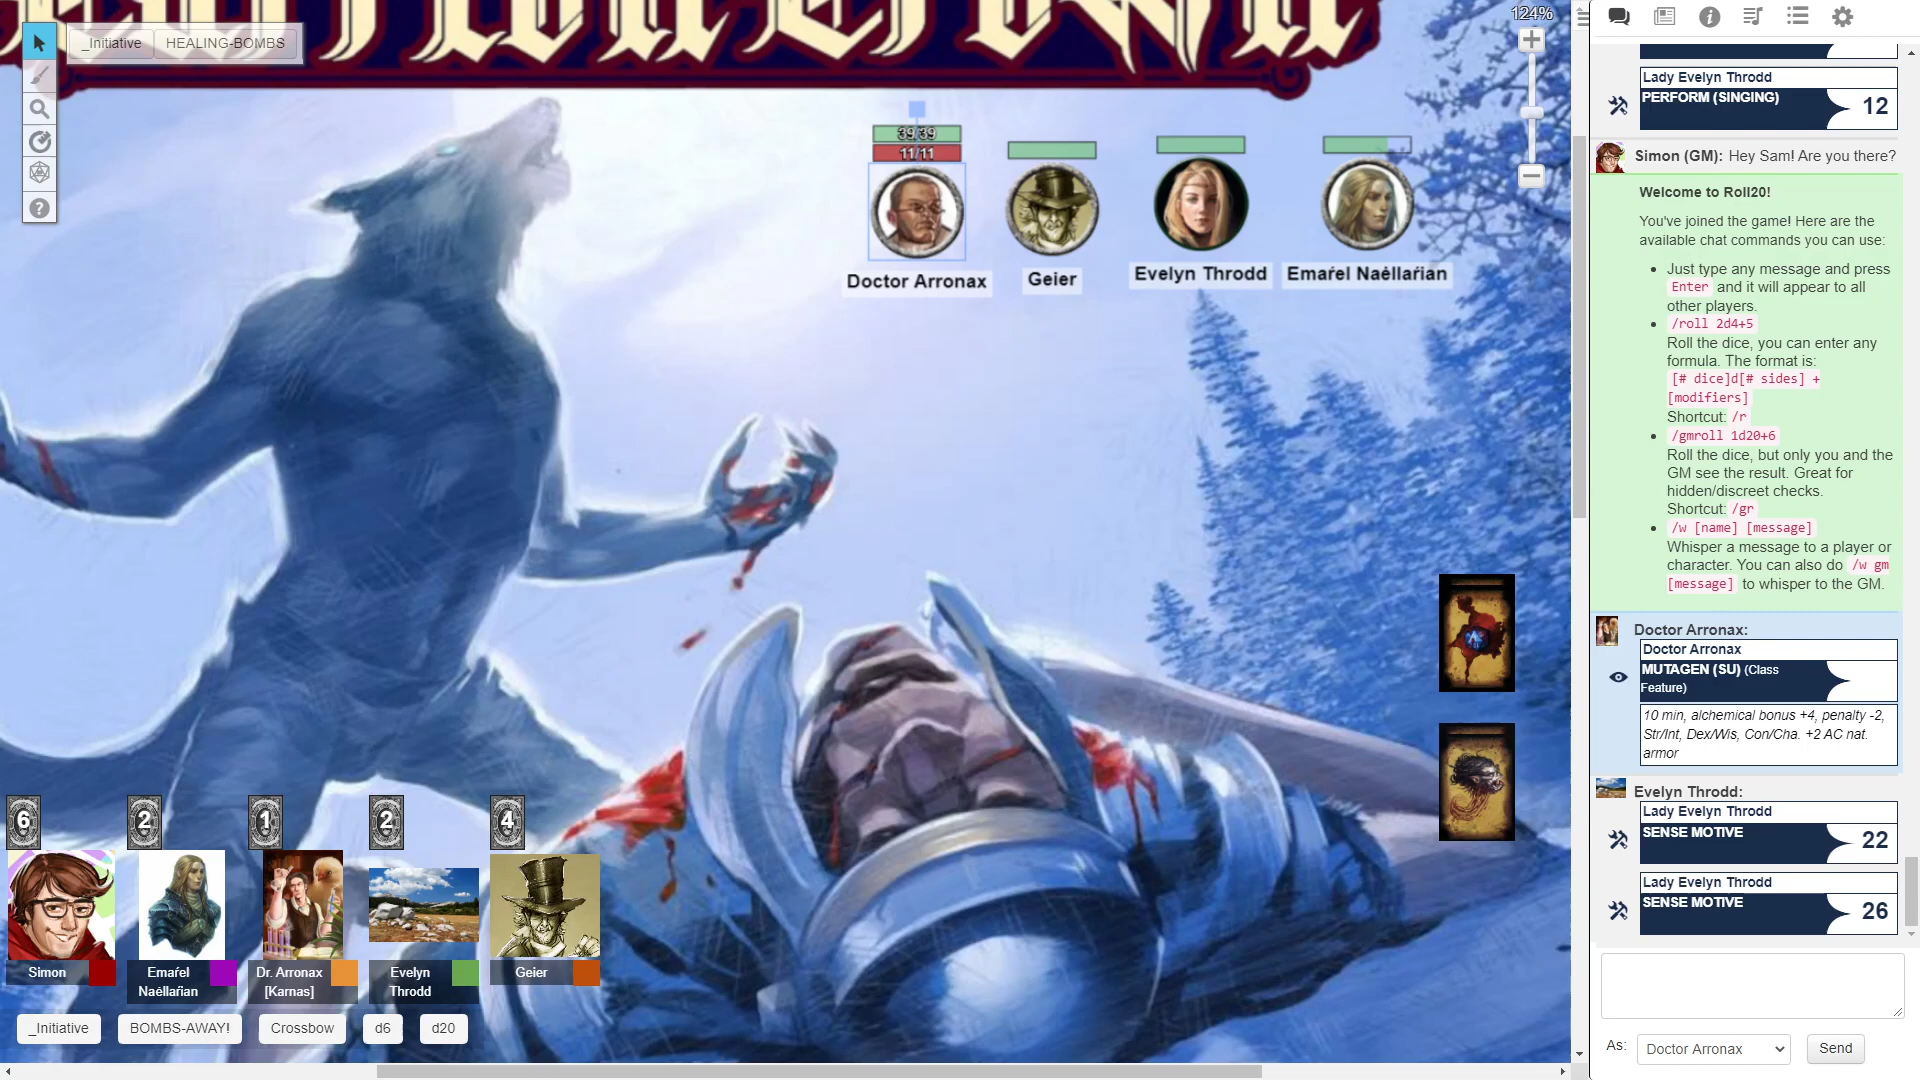 Carrion Crown
_Initiative
HEALING-BOMBS
124%
39/39
11/11
Doctor Arronax
Geier
Evelyn Throdd
Emaŕel Naêllaŕian
6
2
1
2
4
Simon
Emaŕel
Naêllaŕian
Dr. Arronax
[Karnas]
Evelyn
Throdd
Geier
_Initiative
BOMBS-AWAY!
Crossbow
d6
d20
Lady Evelyn Throdd
PERFORM (SINGING)
12
Simon (GM): Hey Sam! Are you there?
Welcome to Roll20!
You've joined the game! Here are the
available chat commands you can use:
Just type any message and press
Enter and it will appear to all
other players.
/roll 2d4+5
Roll the dice, you can enter any
formula. The format is:
[# dice]d[# sides] +
[modifiers]
Shortcut: /r
/gmroll 1d20+6
Roll the dice, but only you and the
GM see the result. Great for
hidden/discreet checks.
Shortcut: /gr
/w [name] [message]
Whisper a message to a player or
character. You can also do /w gm
[message] to whisper to the GM.
Doctor Arronax:
Doctor Arronax
MUTAGEN (SU) (Class
Feature)
10 min, alchemical bonus +4, penalty -2,
Str/Int, Dex/Wis, Con/Cha. +2 AC nat.
armor
Evelyn Throdd:
Lady Evelyn Throdd
SENSE MOTIVE
22
Lady Evelyn Throdd
SENSE MOTIVE
26
As:
Doctor Arronax
Send